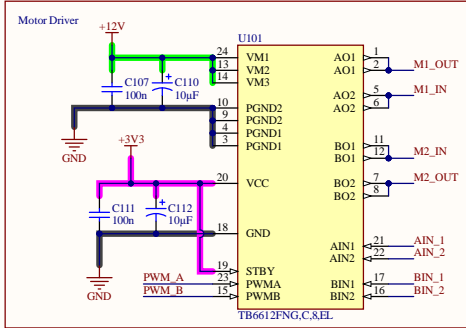 Motor Driver
+12V
U101
24 VM1 AO1 1
13 VM2 AO1 2 M1_OUT
14 VM3
C107 100n
C110 10µF
AO2 5 M1_IN
AO2 6
10 PGND2
9 PGND2
4 PGND1
3 PGND1
GND
BO1 11
BO1 12 M2_IN
+3V3
20 VCC BO2 7 M2_OUT
BO2 8
C111 100n
C112 10µF
18 GND
AIN1 21 AIN_1
AIN2 22 AIN_2
19 STBY
PWM_A 23 PWMA BIN1 17 BIN_1
PWM_B 15 PWMB BIN2 16 BIN_2
GND
TB6612FNG,C,8,EL